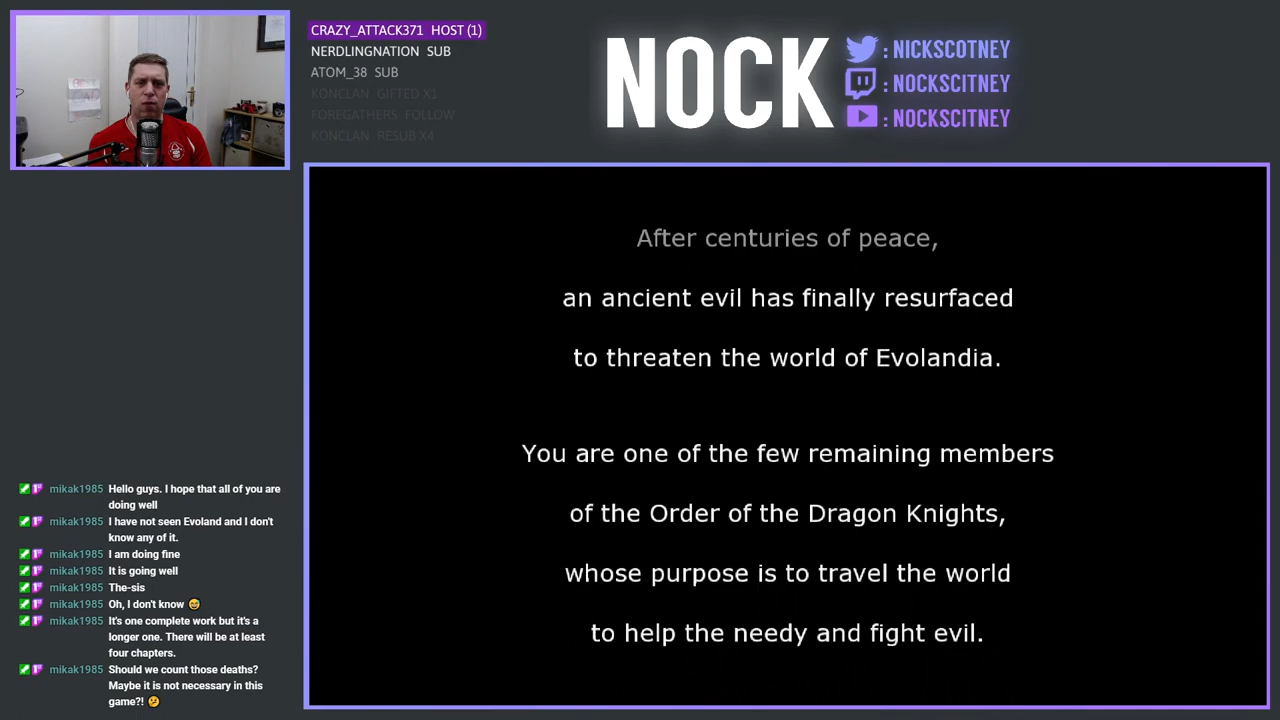 CRAZY_ATTACK371 HOST (1)
NERDLINGNATION SUB
ATOM_38 SUB
KONCLAN GIFTED X1
FOREGATHERS FOLLOW
KONCLAN RESUB X4
NOCK
: NICKSCOTNEY
: NOCKSCITNEY
: NOCKSCITNEY
After centuries of peace,
an ancient evil has finally resurfaced
to threaten the world of Evolandia.
You are one of the few remaining members
of the Order of the Dragon Knights,
whose purpose is to travel the world
to help the needy and fight evil.
mikak1985 Hello guys. I hope that all of you are
doing well
mikak1985 I have not seen Evoland and I don't
know any of it.
mikak1985 I am doing fine
mikak1985 It is going well
mikak1985 The-sis
mikak1985 Oh, I don't know 😅
mikak1985 It's one complete work but it's a
longer one. There will be at least
four chapters.
mikak1985 Should we count those deaths?
Maybe it is not necessary in this
game?! 🤔